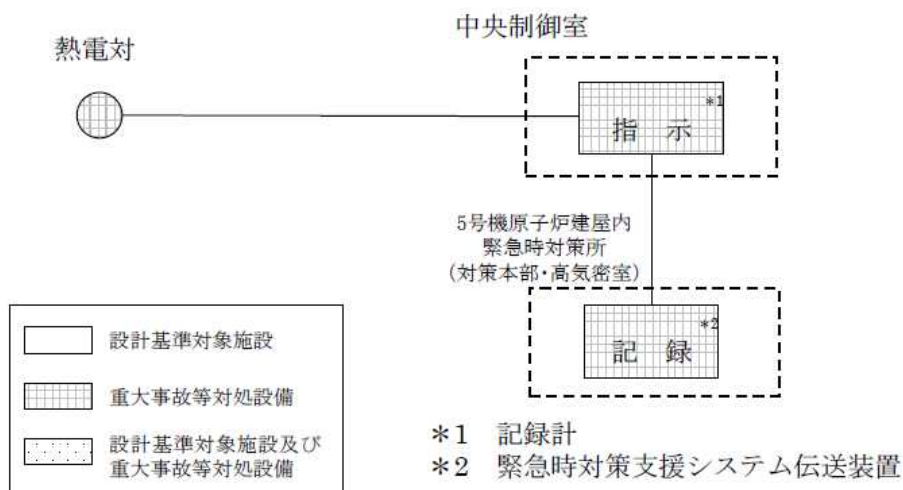 中央制御室
熱電対
*1
指 示
5号機原子炉建屋内
緊急時対策所
(対策本部・高気密室)
*2
記 録
設計基準対象施設
重大事故等対処設備
設計基準対象施設及び
重大事故等対処設備
*1 記録計
*2 緊急時対策支援システム伝送装置